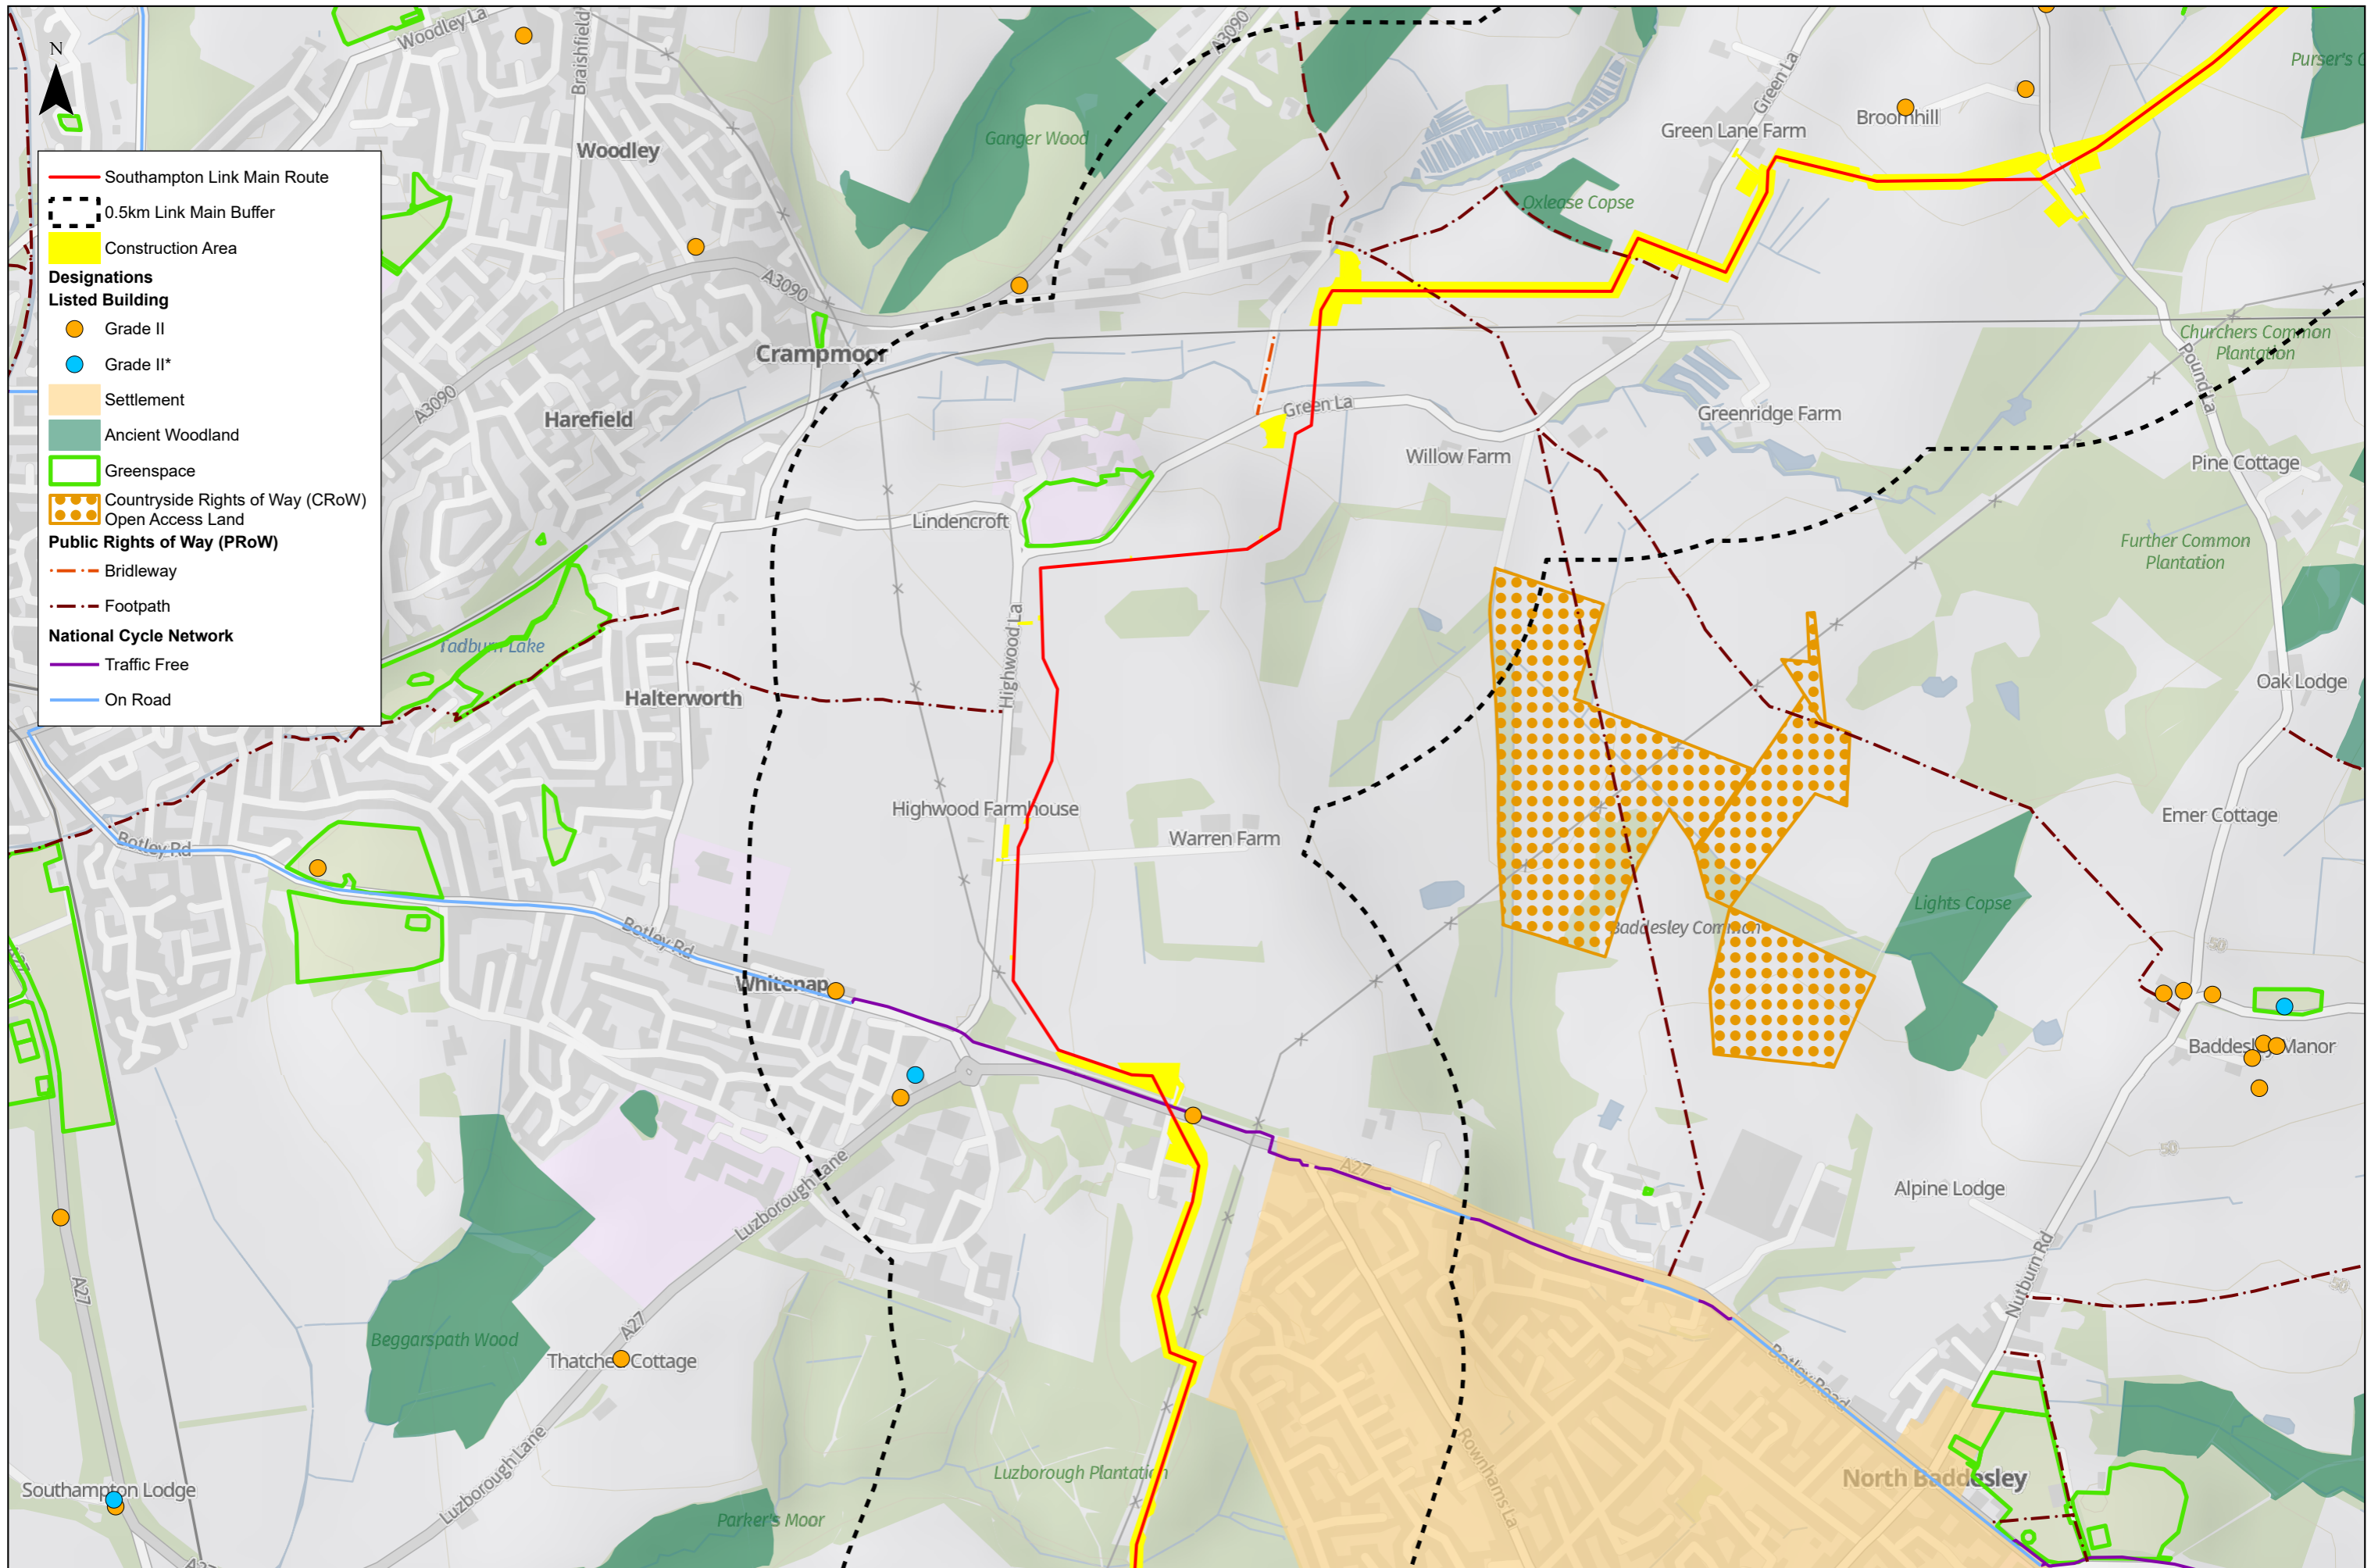 N
Southampton Link Main Route
0.5km Link Main Buffer
Construction Area
Designations
Listed Building
Grade II
Grade II*
Settlement
Ancient Woodland
Greenspace
Countryside Rights of Way (CRoW)
Open Access Land
Public Rights of Way (PRoW)
Bridleway
Footpath
National Cycle Network
Traffic Free
On Road
Woodley La
Braishfield
A3090
Woodley
Ganger Wood
Green La
Green Lane Farm
Broomhill
Oxlease Copse
A3090
Crampmoor
Churchers Common
Plantation
Pound La
A3090
Harefield
Green La
Greenridge Farm
Willow Farm
Pine Cottage
Lindencroft
Further Common
Plantation
Tadburn Lake
Highwood La
Halterworth
Oak Lodge
Highwood Farmhouse
Warren Farm
Emer Cottage
Botley Rd
Lights Copse
Botley Rd
Baddesley Common
50
Whitenap
Baddesley Manor
50
A27
Luzborough Lane
Alpine Lodge
Nutburn Rd
50
A27
Beggarspath Wood
A27
Thatched Cottage
Botley Road
Luzborough Lane
Luzborough Plantation
Rownhams La
North Baddesley
Southampton Lodge
Parker's Moor